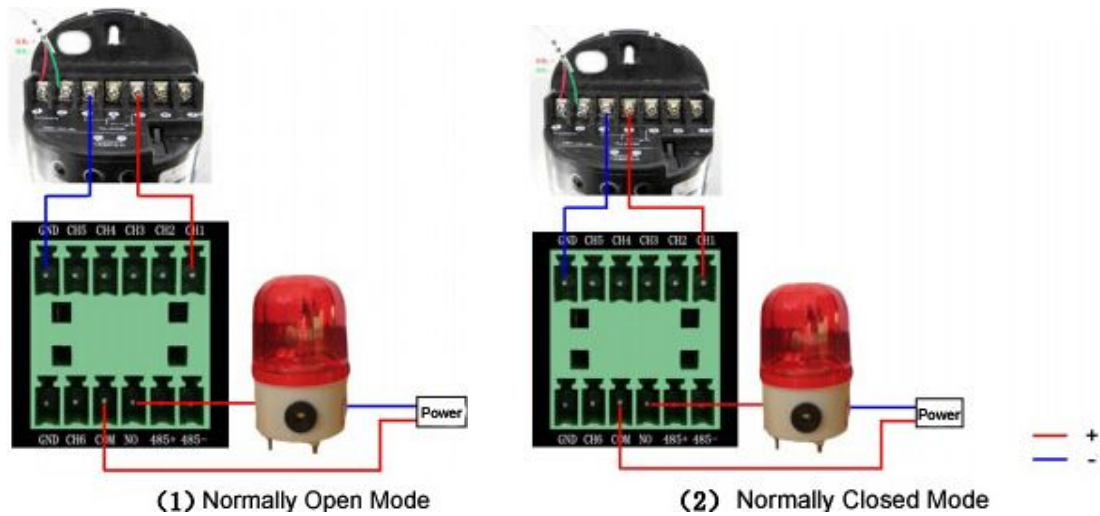 GND CH5 CH4 CH3 CH2 CH1
GND CH6 COM NO 485+ 485-
Power
(1) Normally Open Mode
GND CH5 CH4 CH3 CH2 CH1
GND CH6 COM NO 485+ 485-
Power
(2) Normally Closed Mode
+
-